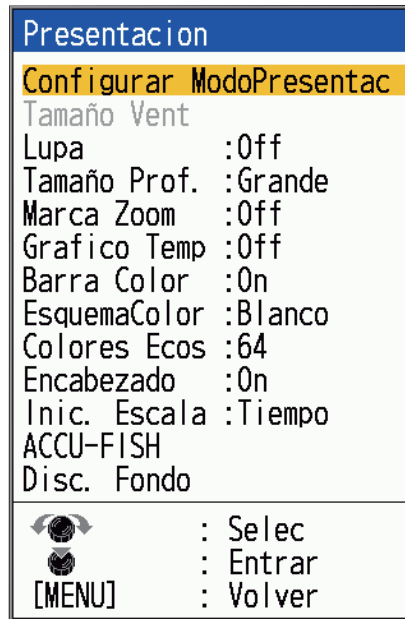 Presentacion
Configurar ModoPresentac
Tamaño Vent
Lupa :Off
Tamaño Prof. :Grande
Marca Zoom :Off
Grafico Temp :Off
Barra Color :On
EsquemaColor :Blanco
Colores Ecos :64
Encabezado :On
Inic. Escala :Tiempo
ACCU-FISH
Disc. Fondo
: Selec
: Entrar
[MENU] : Volver